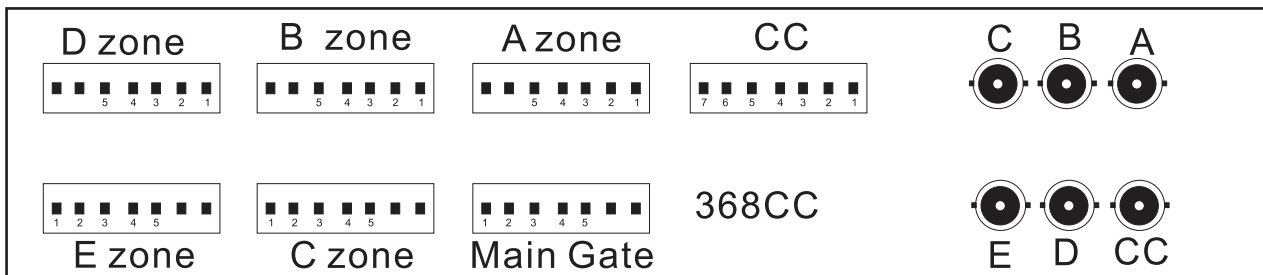 D zone B zone A zone CC C B A
5 4 3 2 1 5 4 3 2 1 5 4 3 2 1 7 6 5 4 3 2 1
1 2 3 4 5 1 2 3 4 5 1 2 3 4 5 368CC
E zone C zone Main Gate E D CC